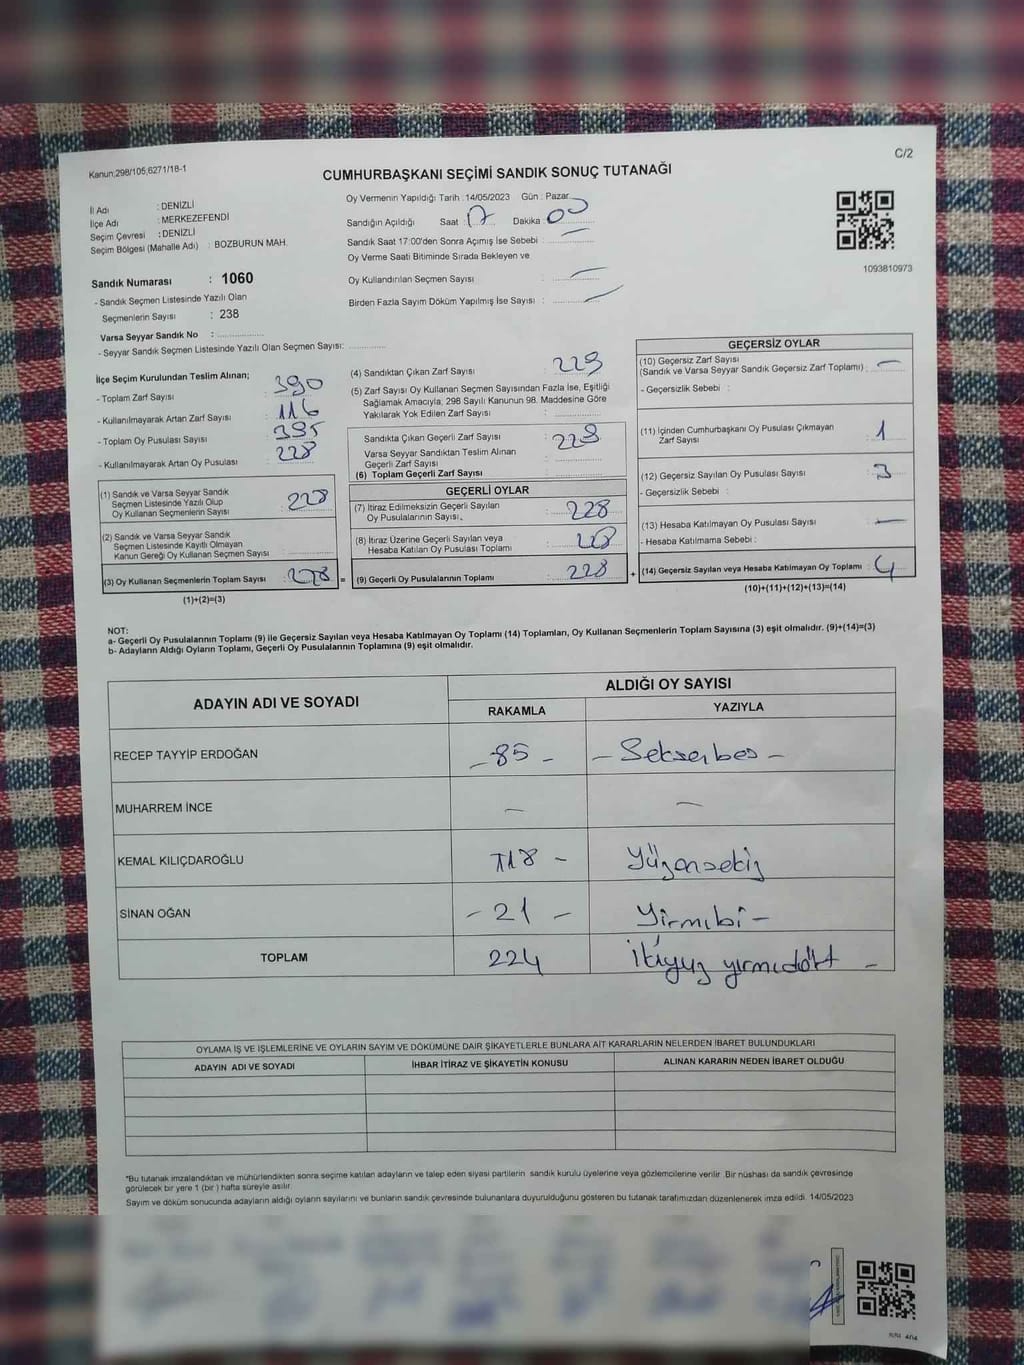 C/2
Kanun;298/105,6271/18-1
CUMHURBAŞKANI SEÇİMİ SANDIK SONUÇ TUTANAĞI
İl Adı : DENİZLİ
İlçe Adı : MERKEZEFENDİ
Seçim Çevresi : DENİZLİ
Seçim Bölgesi (Mahalle Adı) : BOZBURUN MAH.
Sandık Numarası : 1060
- Sandık Seçmen Listesinde Yazılı Olan
Seçmenlerin Sayısı : 238
Varsa Seyyar Sandık No :
- Seyyar Sandık Seçmen Listesinde Yazılı Olan Seçmen Sayısı:
Oy Vermenin Yapıldığı Tarih :14/05/2023 Gün : Pazar
Sandığın Açıldığı Saat : 17 Dakika : 00
Sandık Saat 17:00'den Sonra Açımış İse Sebebi : —
Oy Verme Saati Bitiminde Sırada Bekleyen ve
Oy Kullandırılan Seçmen Sayısı : —
Birden Fazla Sayım Döküm Yapılmış İse Sayısı : —
1093810973
İlçe Seçim Kurulundan Teslim Alınan;
- Toplam Zarf Sayısı : 390
- Kullanılmayarak Artan Zarf Sayısı : 116
- Toplam Oy Pusulası Sayısı : 395
- Kullanılmayarak Artan Oy Pusulası : 228
(1) Sandık ve Varsa Seyyar Sandık
Seçmen Listesinde Yazılı Olup
Oy Kullanan Seçmenlerin Sayısı : 228
(2) Sandık ve Varsa Seyyar Sandık
Seçmen Listesinde Kayıtlı Olmayan
Kanun Gereği Oy Kullanan Seçmen Sayısı :
(3) Oy Kullanan Seçmenlerin Toplam Sayısı : 228 =
(1)+(2)=(3)
(4) Sandıktan Çıkan Zarf Sayısı : 229
(5) Zarf Sayısı Oy Kullanan Seçmen Sayısından Fazla İse, Eşitliği
Sağlamak Amacıyla, 298 Sayılı Kanunun 98. Maddesine Göre
Yakılarak Yok Edilen Zarf Sayısı :
Sandıkta Çıkan Geçerli Zarf Sayısı : 229
Varsa Seyyar Sandıktan Teslim Alınan
Geçerli Zarf Sayısı :
(6) Toplam Geçerli Zarf Sayısı :
GEÇERLİ OYLAR
(7) İtiraz Edilmeksizin Geçerli Sayılan
Oy Pusulalarının Sayısı. : 228
(8) İtiraz Üzerine Geçerli Sayılan veya
Hesaba Katılan Oy Pusulası Toplamı :
(9) Geçerli Oy Pusulalarının Toplamı : 228 +
GEÇERSİZ OYLAR
(10) Geçersiz Zarf Sayısı
(Sandık ve Varsa Seyyar Sandık Geçersiz Zarf Toplamı) : —
- Geçersizlik Sebebi :
(11) İçinden Cumhurbaşkanı Oy Pusulası Çıkmayan
Zarf Sayısı : 1
(12) Geçersiz Sayılan Oy Pusulası Sayısı : 3
- Geçersizlik Sebebi :
(13) Hesaba Katılmayan Oy Pusulası Sayısı : —
- Hesaba Katılmama Sebebi :
(14) Geçersiz Sayılan veya Hesaba Katılmayan Oy Toplamı : 4
(10)+(11)+(12)+(13)=(14)
NOT:
a- Geçerli Oy Pusulalarının Toplamı (9) ile Geçersiz Sayılan veya Hesaba Katılmayan Oy Toplamı (14) Toplamları, Oy Kullanan Seçmenlerin Toplam Sayısına (3) eşit olmalıdır. (9)+(14)=(3)
b- Adayların Aldığı Oyların Toplamı, Geçerli Oy Pusulalarının Toplamına (9) eşit olmalıdır.
ADAYIN ADI VE SOYADI
ALDIĞI OY SAYISI
RAKAMLA YAZIYLA
RECEP TAYYİP ERDOĞAN - 85 - - Seksenbeş -
MUHARREM İNCE — —
KEMAL KILIÇDAROĞLU 118 - Yüzonsekiz
SİNAN OĞAN - 21 - Yirmibi -
TOPLAM 224 İkiyüz yirmidört -
OYLAMA İŞ VE İŞLEMLERİNE VE OYLARIN SAYIM VE DÖKÜMÜNE DAİR ŞİKAYETLERLE BUNLARA AİT KARARLARIN NELERDEN İBARET BULUNDUKLARI
ADAYIN ADI VE SOYADI İHBAR İTİRAZ VE ŞİKAYETİN KONUSU ALINAN KARARIN NEDEN İBARET OLDUĞU
*Bu tutanak imzalandıktan ve mühürlendikten sonra seçime katılan adayların ve talep eden siyasi partilerin sandık kurulu üyelerine veya gözlemcilerine verilir. Bir nüshası da sandık çevresinde
görülecek bir yere 1 (bir ) hafta süreyle asılır.
Sayım ve döküm sonucunda adayların aldığı oyların sayılarını ve bunların sandık çevresinde bulunanlara duyurulduğunu gösteren bu tutanak tarafımızdan düzenlenerek imza edildi. 14/05/2023